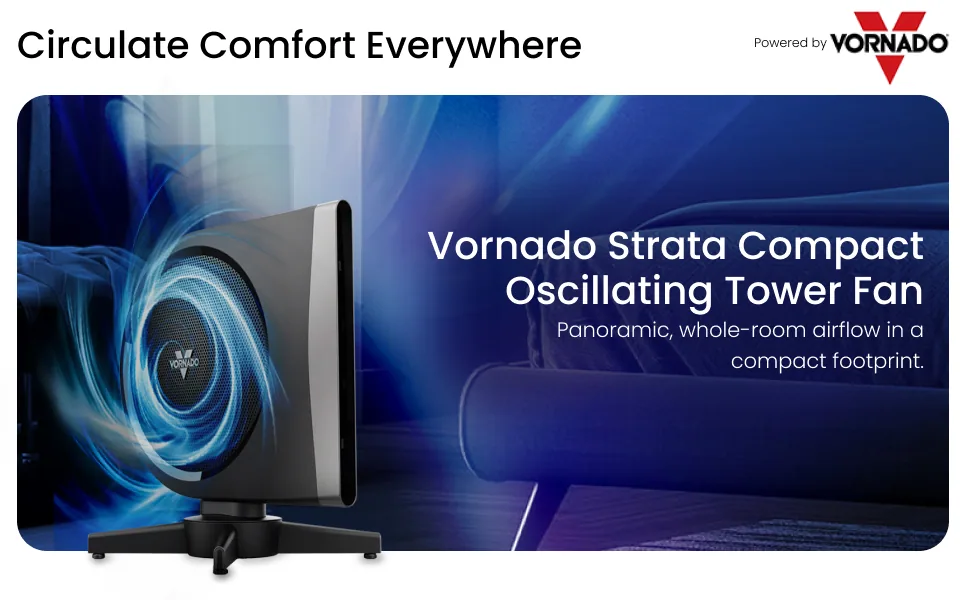 Circulate Comfort Everywhere
Powered by VORNADO
Vornado Strata Compact
Oscillating Tower Fan
Panoramic, whole-room airflow in a
compact footprint.
VORNADO